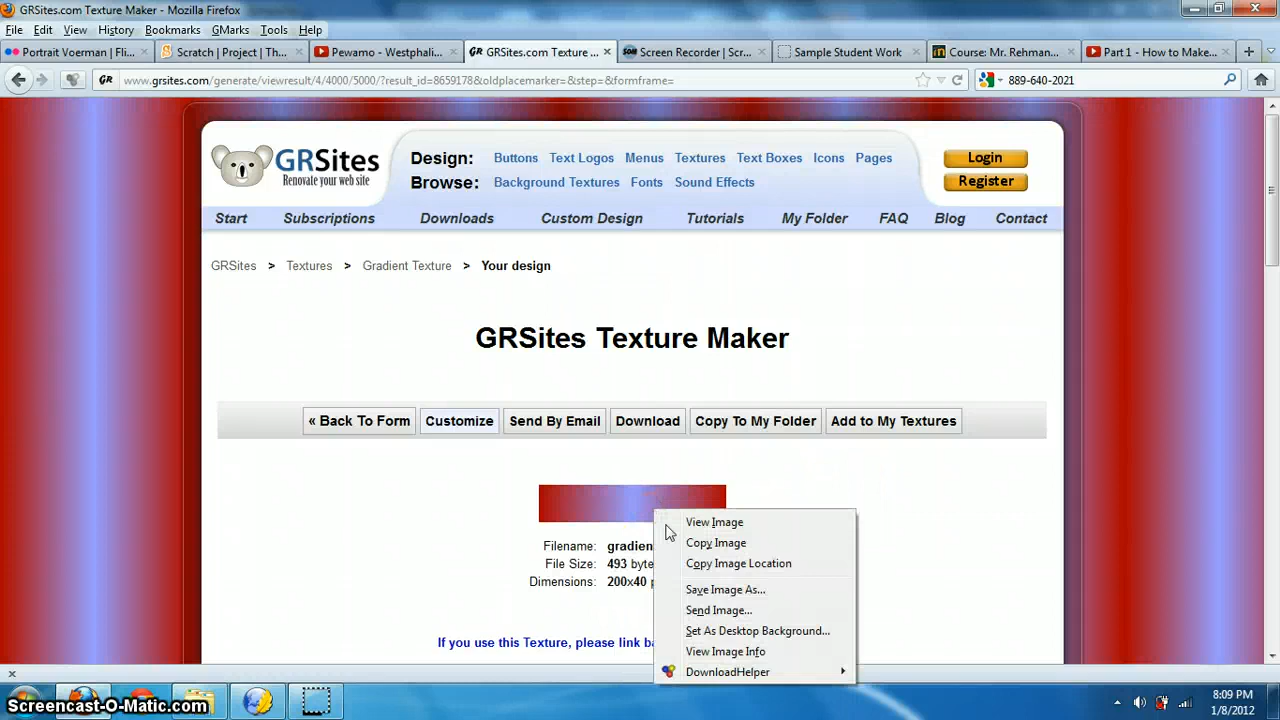 GRSites.com Texture Maker - Mozilla Firefox
File Edit View History Bookmarks GMarks Tools Help
Portrait Voerman | Fli... Scratch | Project | Th... Pewamo - Westphali... GRSites.com Texture ... Screen Recorder | Scr... Sample Student Work Course: Mr. Rehman... Part 1 - How to Make...
www.grsites.com/generate/viewresult/4/4000/5000/?result_id=8659178&oldplacemarker=&step=&formframe= 889-640-2021
GRSites
Renovate your web site
Design: Buttons Text Logos Menus Textures Text Boxes Icons Pages
Browse: Background Textures Fonts Sound Effects
Login
Register
Start Subscriptions Downloads Custom Design Tutorials My Folder FAQ Blog Contact
GRSites > Textures > Gradient Texture > Your design
GRSites Texture Maker
« Back To Form Customize Send By Email Download Copy To My Folder Add to My Textures
Filename: gradien
File Size: 493 byte
Dimensions: 200x40 p
If you use this Texture, please link ba
View Image
Copy Image
Copy Image Location
Save Image As...
Send Image...
Set As Desktop Background...
View Image Info
DownloadHelper
Screencast-O-Matic.com
8:09 PM
1/8/2012